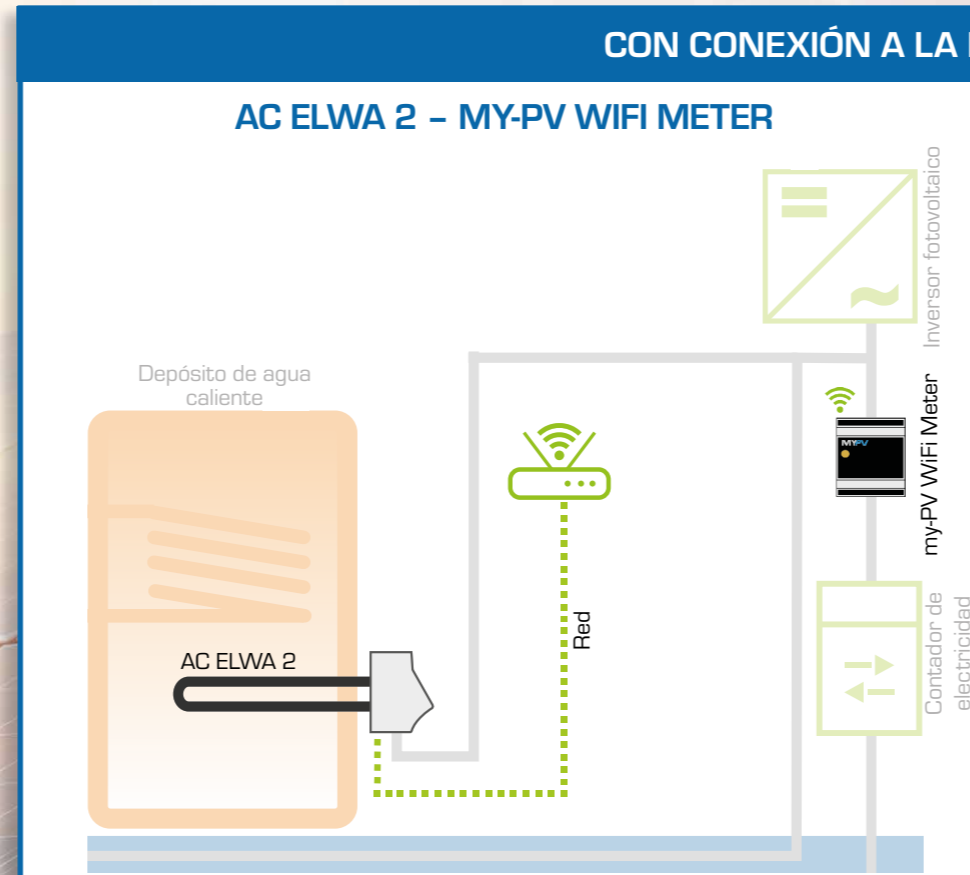 CON CONEXIÓN A LA
AC ELWA 2 – MY-PV WIFI METER
Inversor fotovoltaico
Depósito de agua
caliente
my-PV WiFi Meter
MYPV
Red
AC ELWA 2
Contador de
electricidad